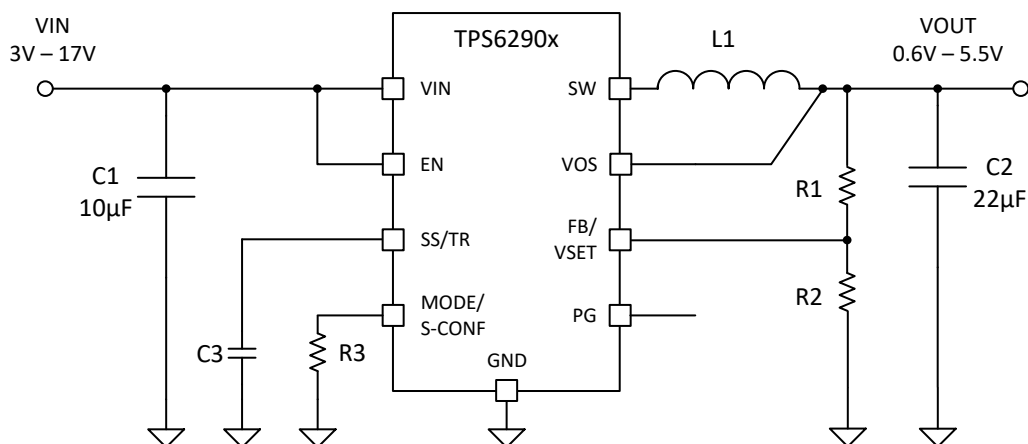 VIN
3V – 17V
TPS6290x
L1
VOUT
0.6V – 5.5V
VIN
SW
EN
VOS
C1
10µF
R1
C2
22µF
SS/TR
FB/
VSET
MODE/
S-CONF
R2
PG
C3
R3
GND